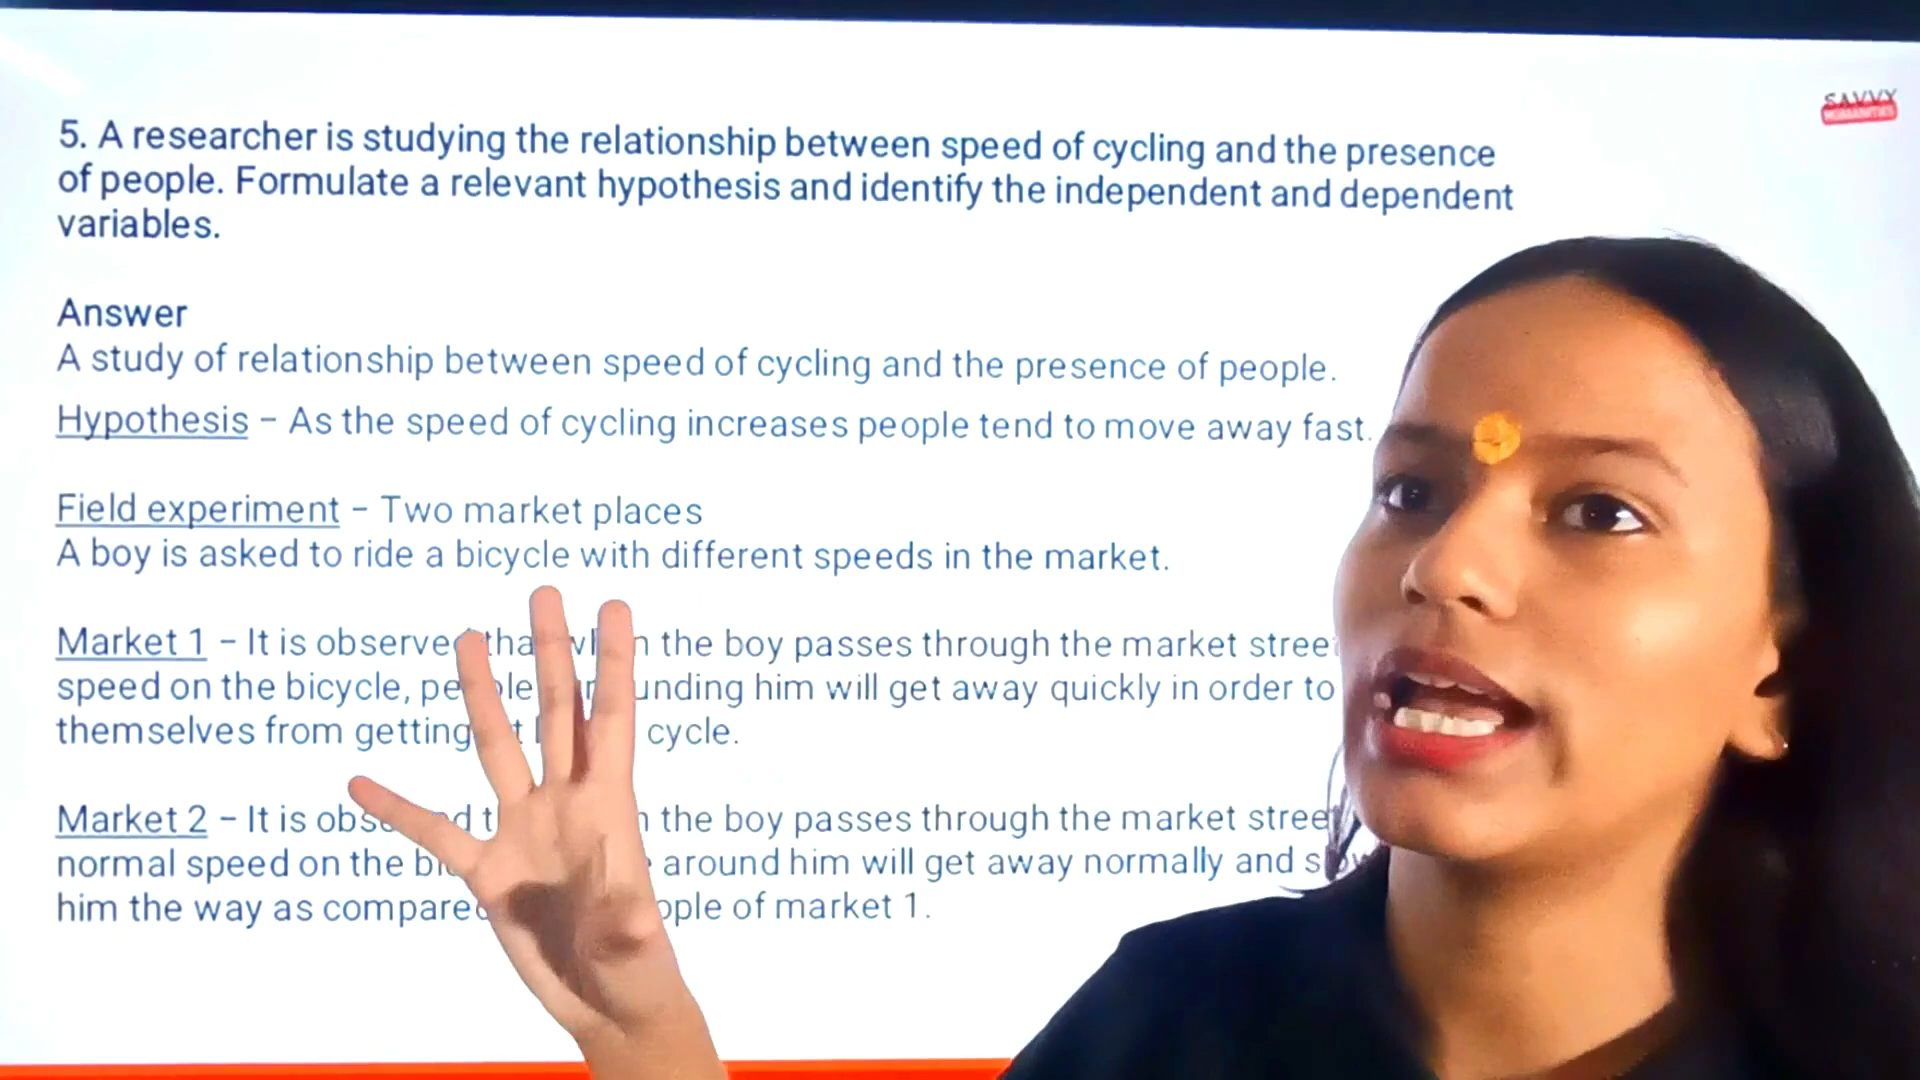 SAVVY
HUMANITIES
5. A researcher is studying the relationship between speed of cycling and the presence
of people. Formulate a relevant hypothesis and identify the independent and dependent
variables.
Answer
A study of relationship between speed of cycling and the presence of people.
Hypothesis – As the speed of cycling increases people tend to move away fast.
Field experiment – Two market places
A boy is asked to ride a bicycle with different speeds in the market.
Market 1 – It is observed the boy passes through the market
speed on the bicycle, him will get away quickly in order to
themselves from getting cycle.
Market 2 – It is the boy passes through the market
normal speed on the around him will get away normally and
him the way as of market 1.